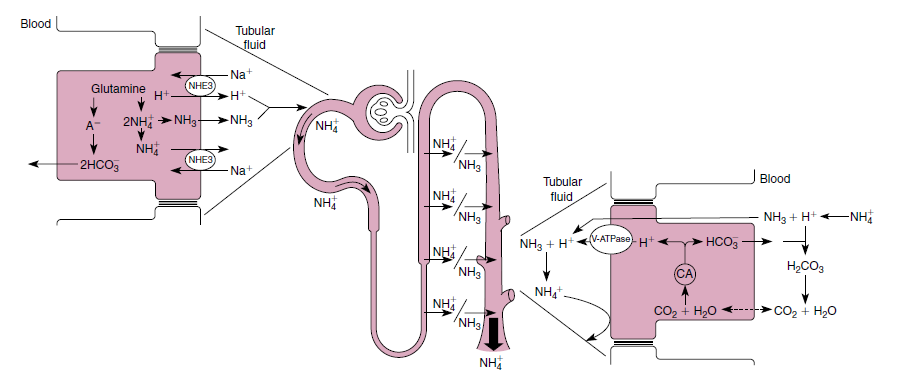 Blood
Tubular
fluid
Na⁺
NHE3
Glutamine
H⁺
H⁺
A⁻
2NH₄⁺
NH₃
NH₃
NH₄⁺
2HCO₃⁻
NHE3
Na⁺
NH₄⁺
NH₄⁺
NH₄⁺
NH₃
NH₄⁺
NH₃
NH₄⁺
NH₃
NH₄⁺
NH₃
NH₄⁺
Tubular
fluid
Blood
NH₃ + H⁺
NH₄⁺
NH₃ + H⁺
V-ATPase
H⁺
HCO₃⁻
H₂CO₃
CA
NH₄⁺
CO₂ + H₂O
CO₂ + H₂O